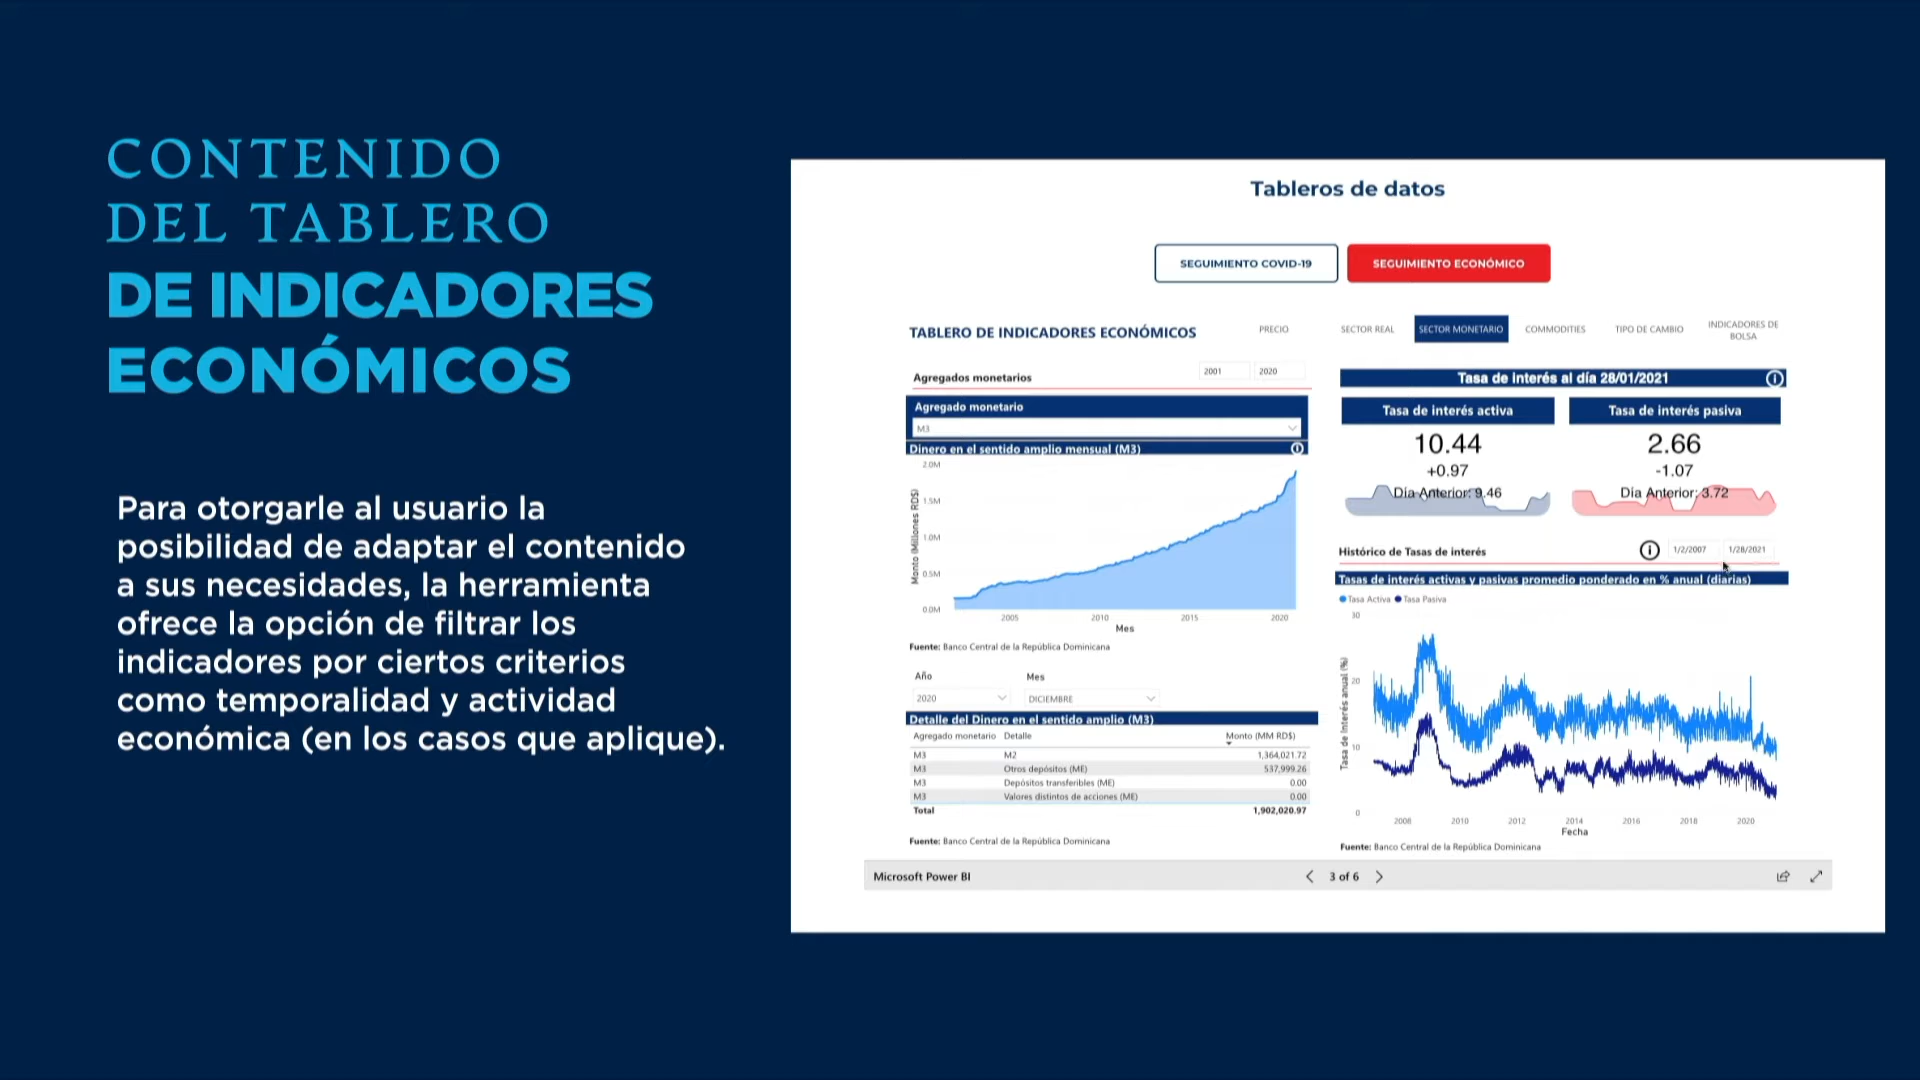 CONTENIDO
DEL TABLERO
DE INDICADORES
ECONÓMICOS
Para otorgarle al usuario la
posibilidad de adaptar el contenido
a sus necesidades, la herramienta
ofrece la opción de filtrar los
indicadores por ciertos criterios
como temporalidad y actividad
económica (en los casos que aplique).
Tableros de datos
SEGUIMIENTO COVID-19
SEGUIMIENTO ECONÓMICO
TABLERO DE INDICADORES ECONÓMICOS
PRECIO
SECTOR REAL
SECTOR MONETARIO
COMMODITIES
TIPO DE CAMBIO
INDICADORES DE
BOLSA
Agregados monetarios
2001
2020
Agregado monetario
M3
Dinero en el sentido amplio mensual (M3)
Monto (Millones RD$)
2.0M
1.5M
1.0M
0.5M
0.0M
2005 2010 2015 2020
Mes
Fuente: Banco Central de la República Dominicana
Año Mes
2020 DICIEMBRE
Detalle del Dinero en el sentido amplio (M3)
Agregado monetario Detalle Monto (MM RD$)
M3 M2 1,364,021.72
M3 Otros depósitos (ME) 537,999.26
M3 Depósitos transferibles (ME) 0.00
M3 Valores distintos de acciones (ME) 0.00
Total 1,902,020.97
Fuente: Banco Central de la República Dominicana
Tasa de interés al día 28/01/2021
Tasa de interés activa
10.44
+0.97
Día Anterior: 9.46
Tasa de interés pasiva
2.66
-1.07
Día Anterior: 3.72
Histórico de Tasas de interés
1/2/2007
1/28/2021
Tasas de interés activas y pasivas promedio ponderado en % anual (diarias)
Tasa Activa Tasa Pasiva
Tasa de Interés anual (%)
30
20
10
0
2008 2010 2012 2014 2016 2018 2020
Fecha
Fuente: Banco Central de la República Dominicana
Microsoft Power BI
3 of 6